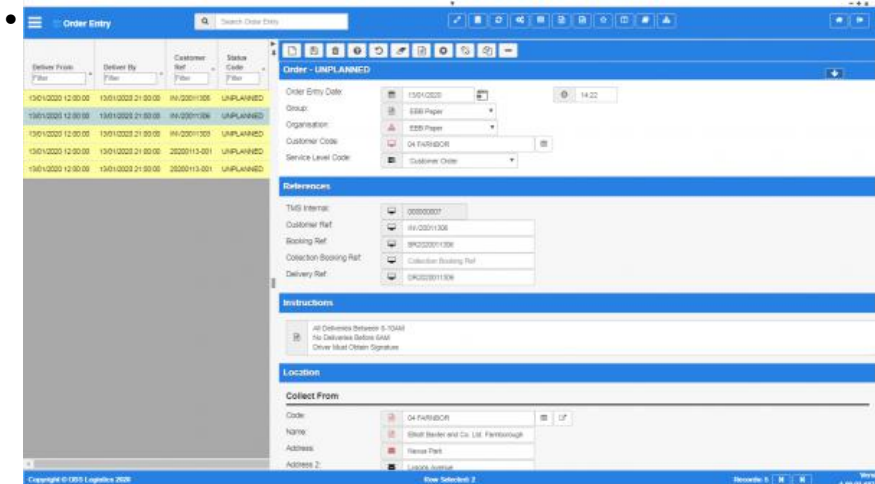 Order Entry
Search Order Entry
Deliver From Deliver By Customer Ref Status Code
Filter Filter Filter Filter
13/01/2020 12:00:00 13/01/2020 21:00:00 INV20011305 UNPLANNED
13/01/2020 12:00:00 13/01/2020 21:00:00 INV20011306 UNPLANNED
13/01/2020 12:00:00 13/01/2020 21:00:00 INV20011303 UNPLANNED
13/01/2020 12:00:00 13/01/2020 21:00:00 20200113-001 UNPLANNED
13/01/2020 12:00:00 13/01/2020 21:00:00 20200113-001 UNPLANNED
Order - UNPLANNED
Order Entry Date: 13/01/2020 14:22
Group: EBB Paper
Organisation: EBB Paper
Customer Code: 04 FARNBOR
Service Level Code: Customer Order
References
TMS Internal: 000000007
Customer Ref: INV20011306
Booking Ref: BR2020011306
Collection Booking Ref: Collection Booking Ref
Delivery Ref: DR2020011306
Instructions
All Deliveries Between 6-10AM
No Deliveries Before 6AM
Driver Must Obtain Signature
Location
Collect From
Code: 04 FARNBOR
Name: Elliott Baxter and Co. Ltd. Farnborough
Address: Nexus Park
Address 2: Lysons Avenue
Copyright © OBS Logistics 2020
Row Selected: 2
Records: 5